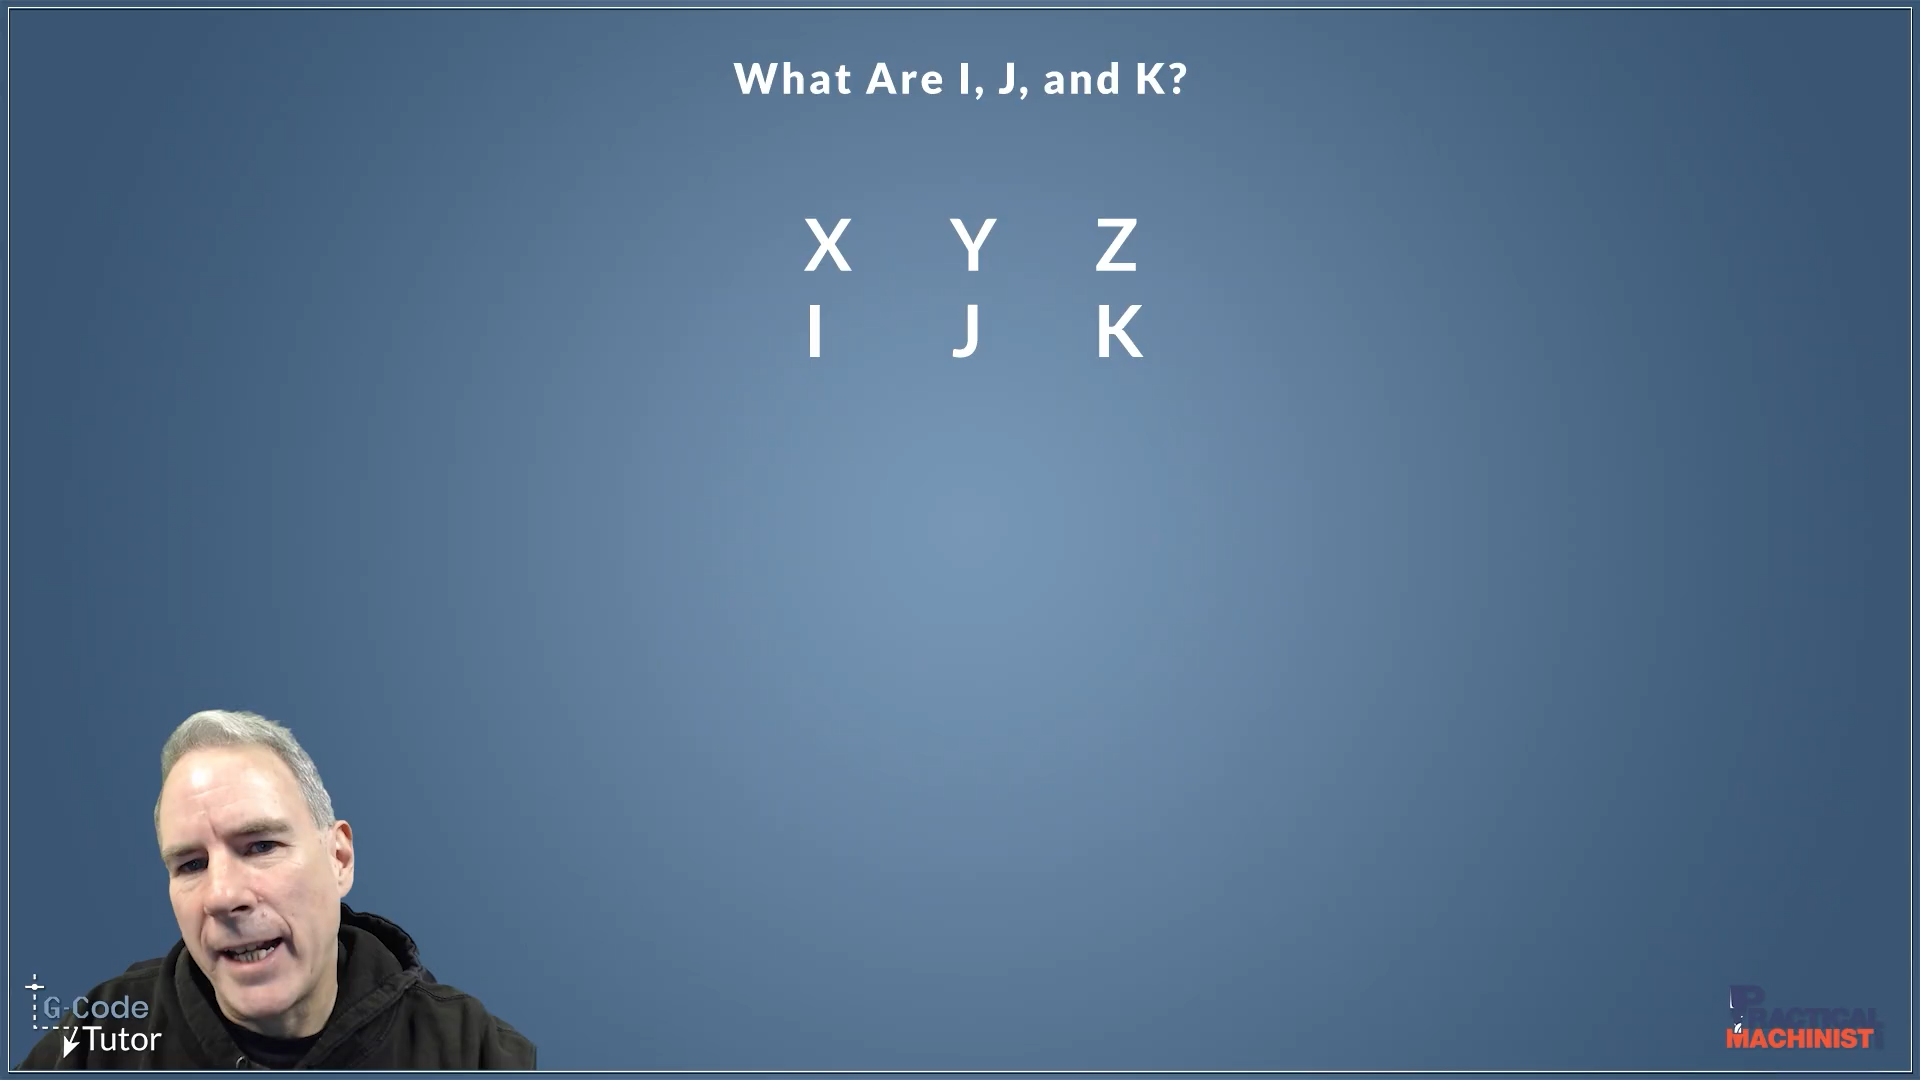 What Are I, J, and K?
X Y Z
I J K
G-Code
Tutor
PRACTICAL
MACHINIST